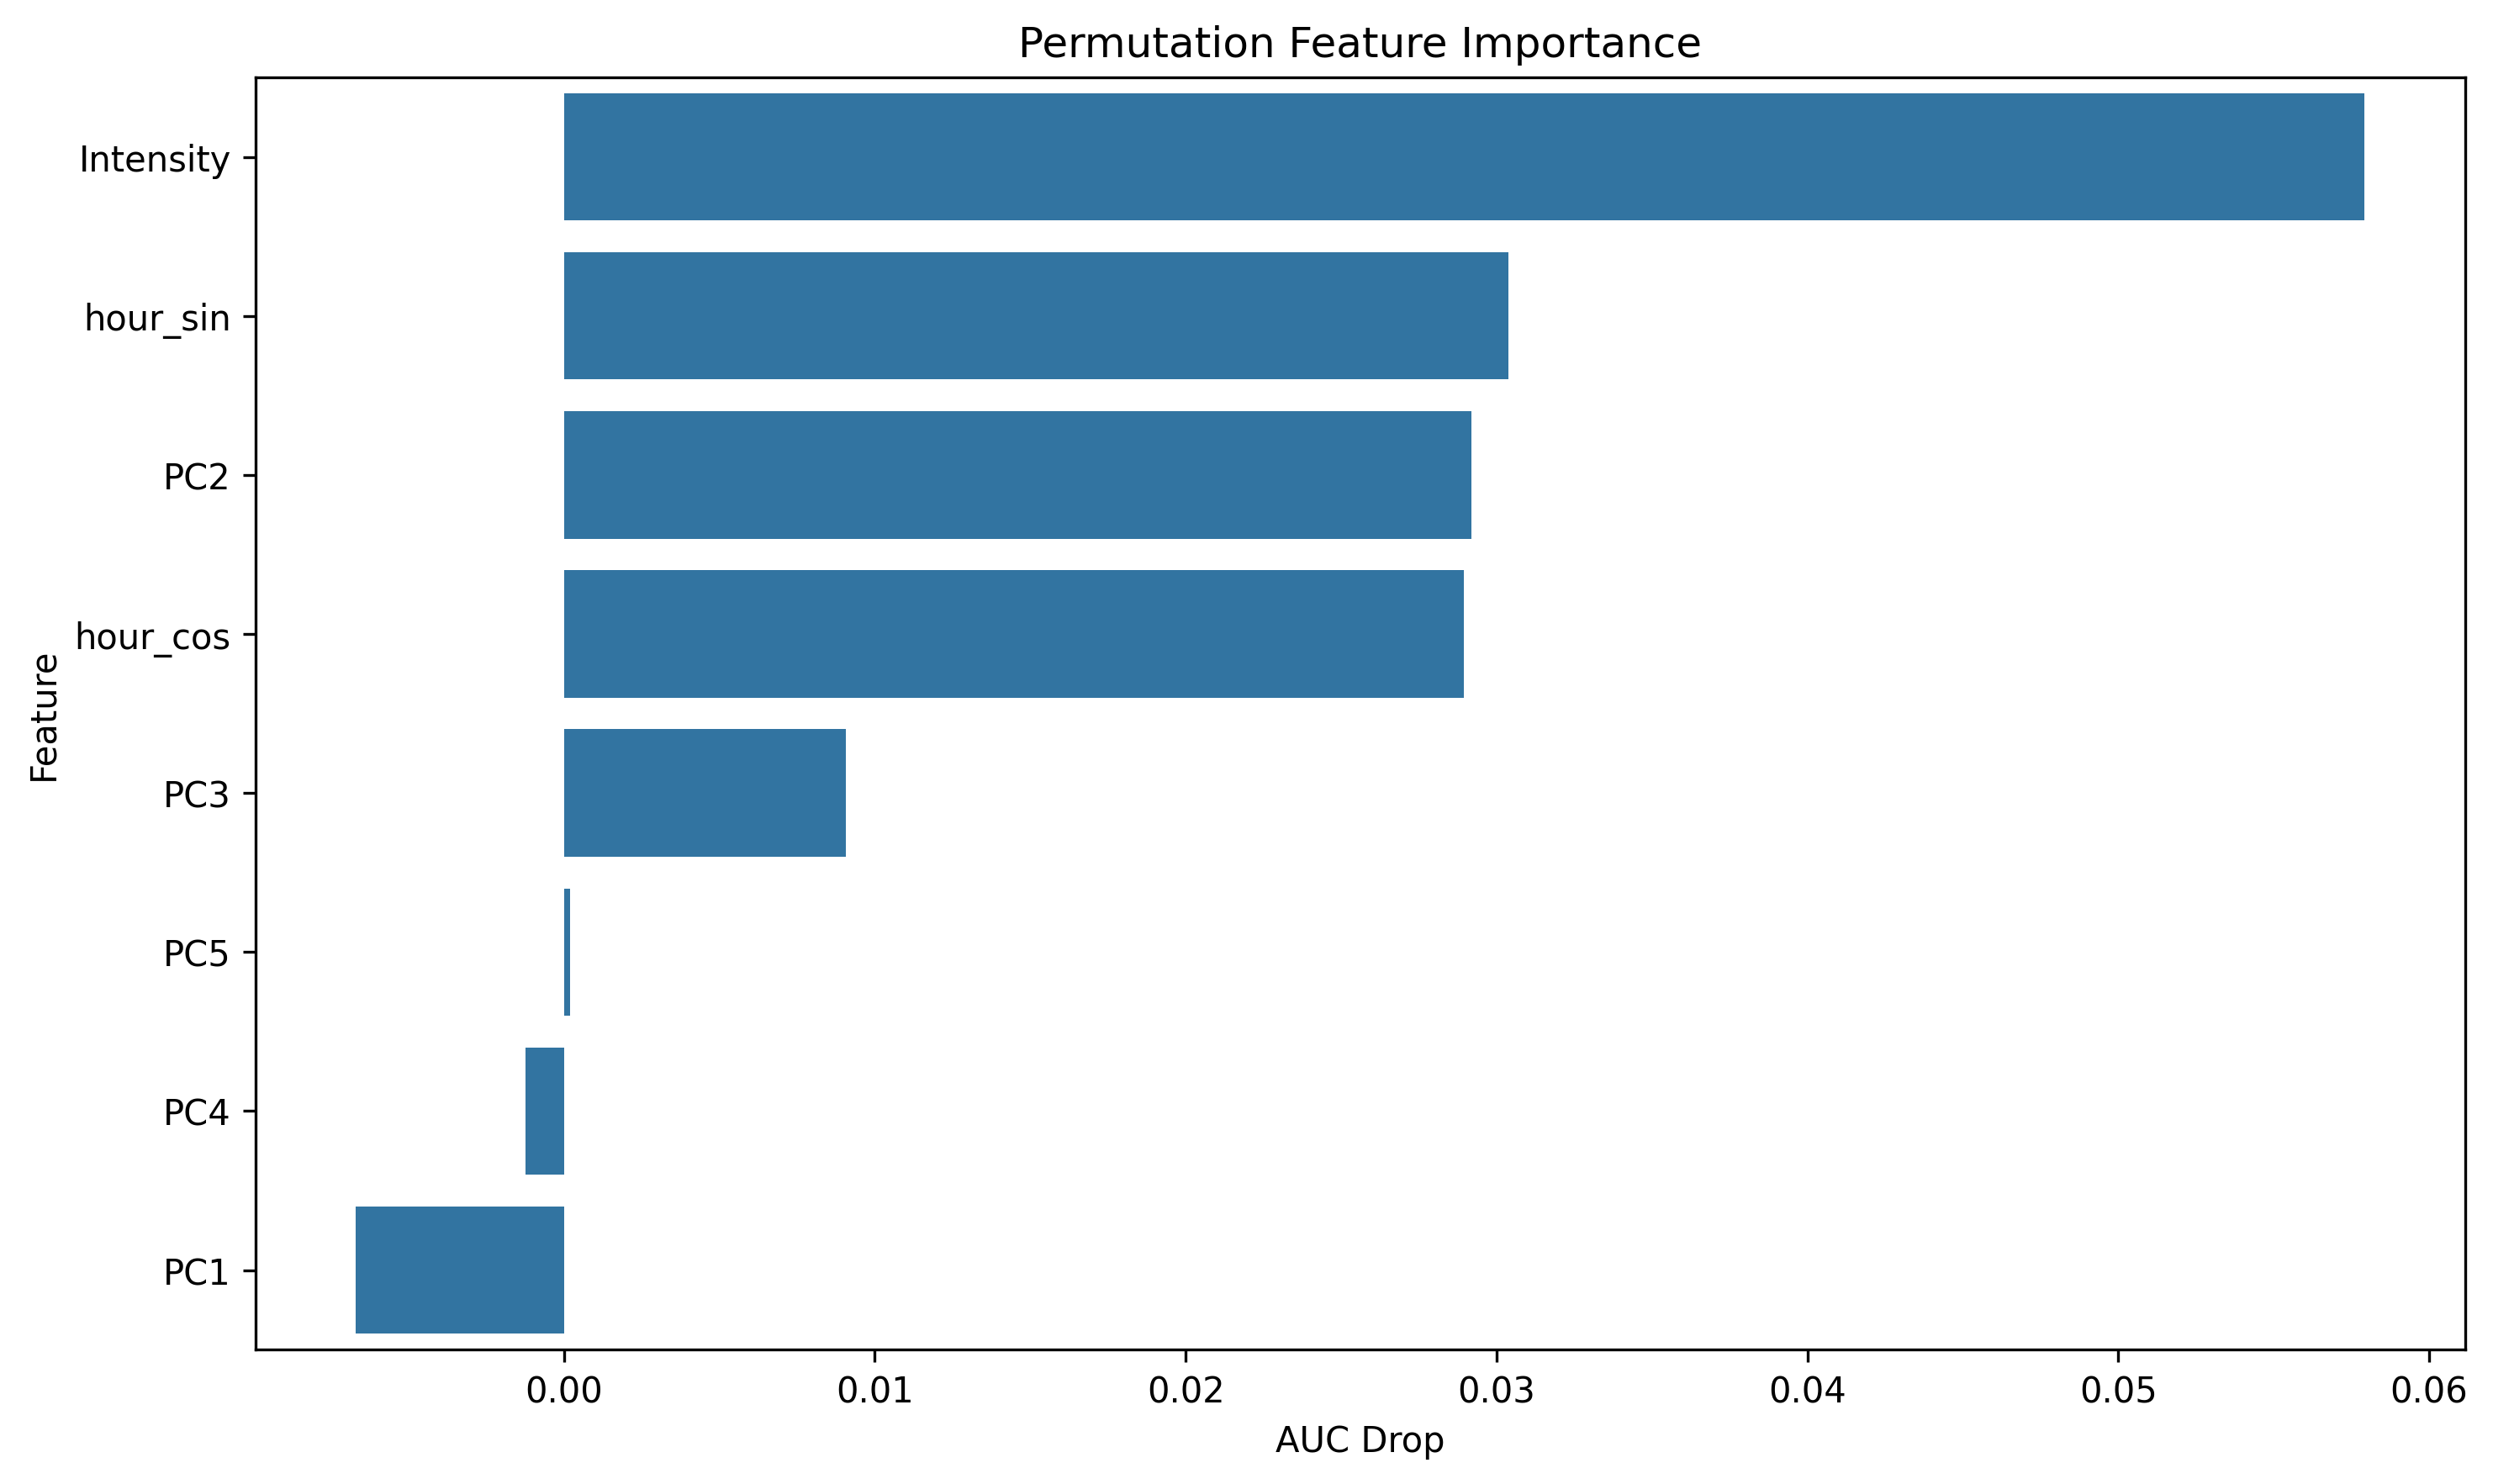 Permutation Feature Importance
Intensity
hour_sin
PC2
hour_cos
PC3
PC5
PC4
PC1
Feature
0.00 0.01 0.02 0.03 0.04 0.05 0.06
AUC Drop